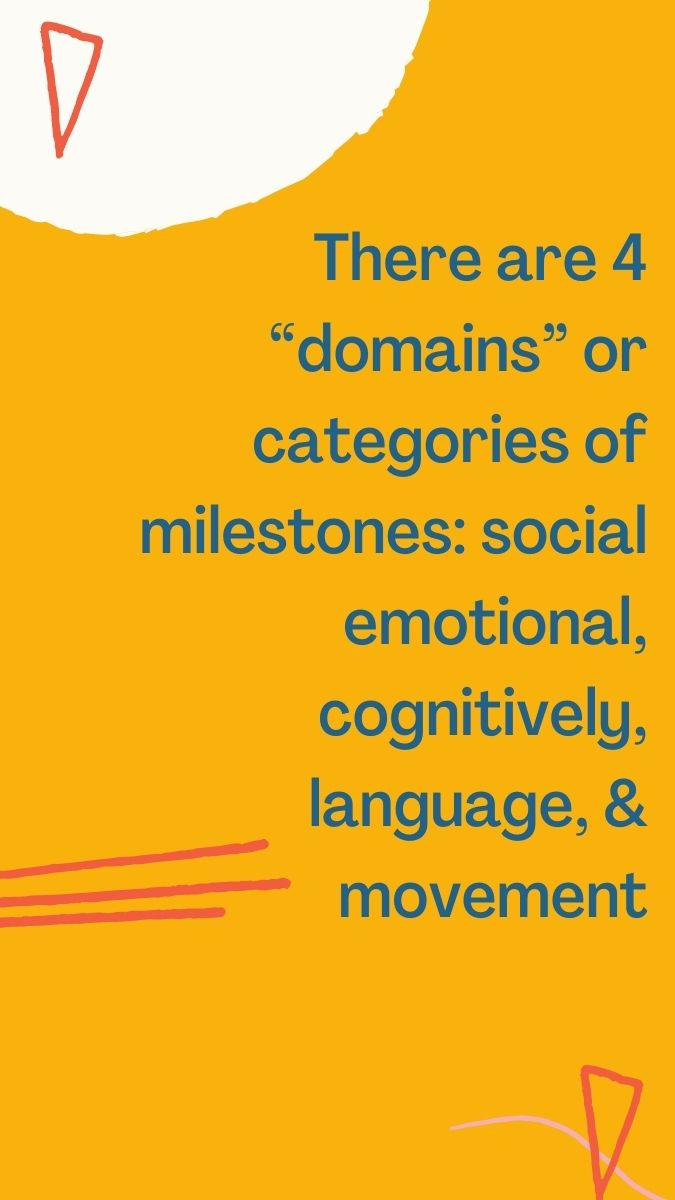 There are 4
“domains” or
categories of
milestones: social
emotional,
cognitively,
language, &
movement